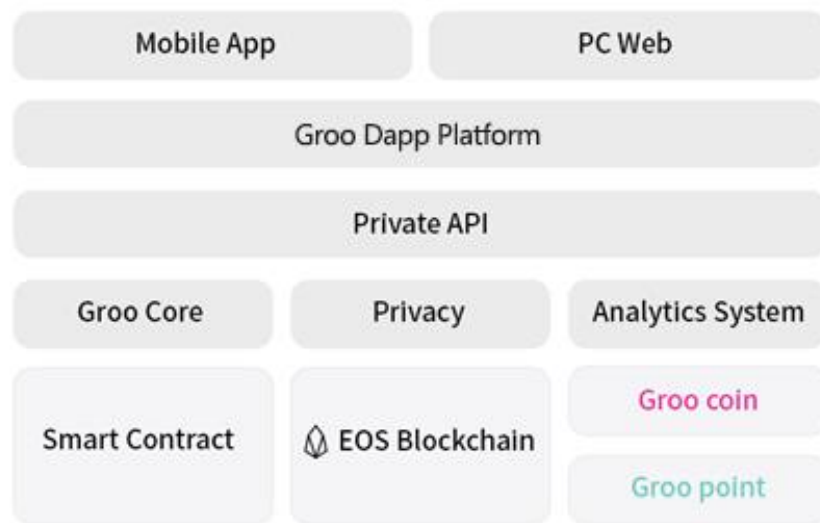 Mobile App
PC Web
Groo Dapp Platform
Private API
Groo Core
Privacy
Analytics System
Smart Contract
EOS Blockchain
Groo coin
Groo point